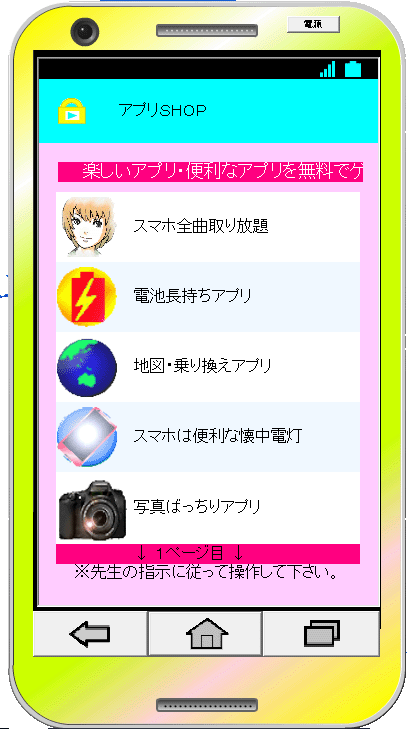 電源
アプリSHOP
楽しいアプリ・便利なアプリを無料でゲ
スマホ全曲取り放題
電池長持ちアプリ
地図・乗り換えアプリ
スマホは便利な懐中電灯
写真ばっちりアプリ
↓ 1ページ目 ↓
※先生の指示に従って操作して下さい。